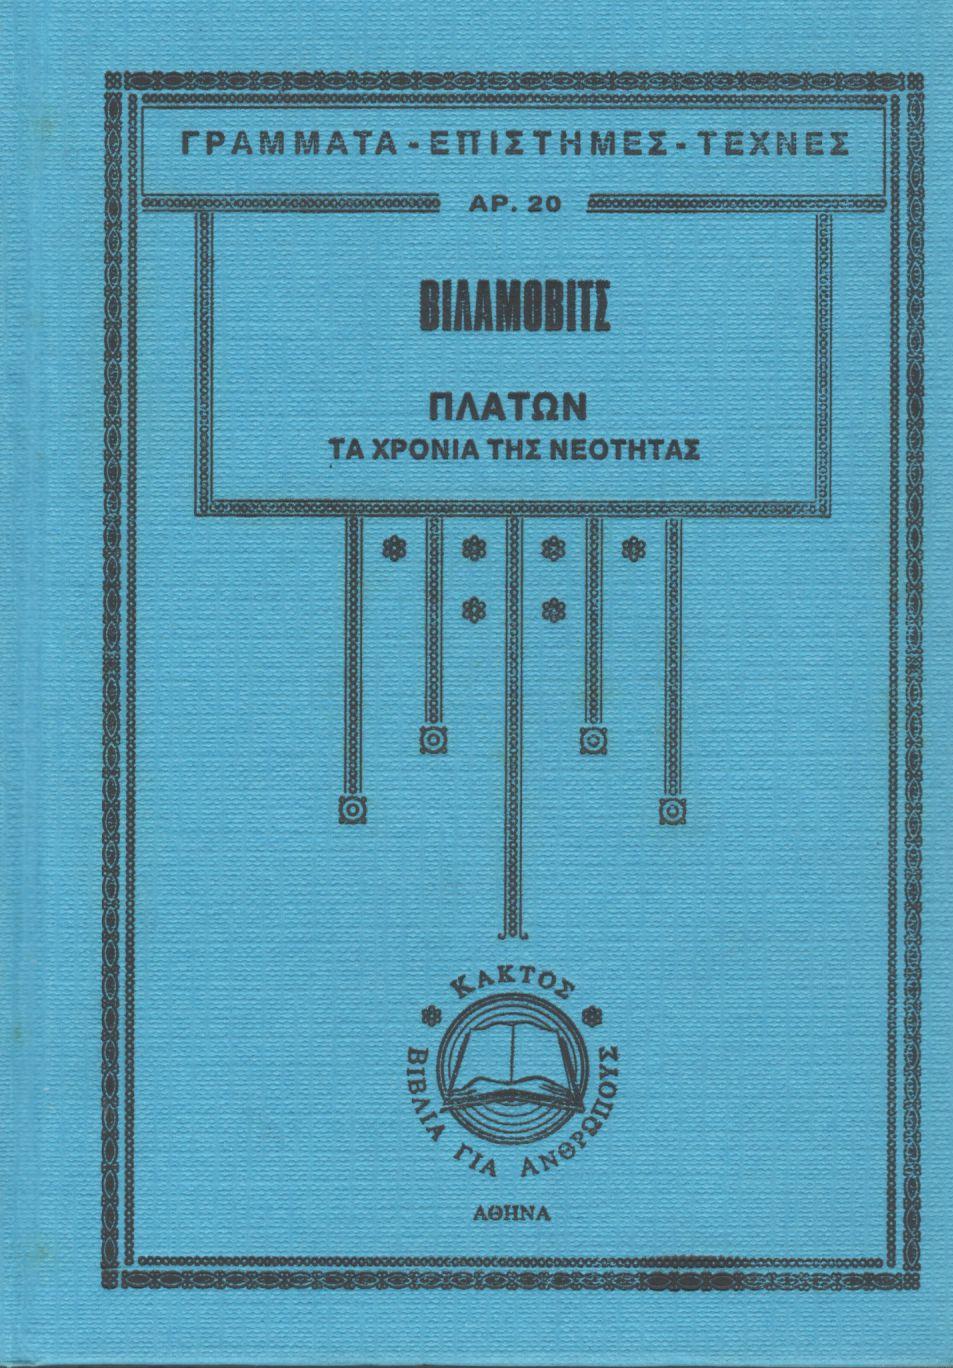 ΓΡΑΜΜΑΤΑ - ΕΠΙΣΤΗΜΕΣ - ΤΕΧΝΕΣ
ΑΡ. 20
ΒΙΛΑΜΟΒΙΤΣ
ΠΛΑΤΩΝ
ΤΑ ΧΡΟΝΙΑ ΤΗΣ ΝΕΟΤΗΤΑΣ
ΚΑΚΤΟΣ
ΒΙΒΛΙΑ ΓΙΑ ΑΝΘΡΩΠΟΥΣ
ΑΘΗΝΑ